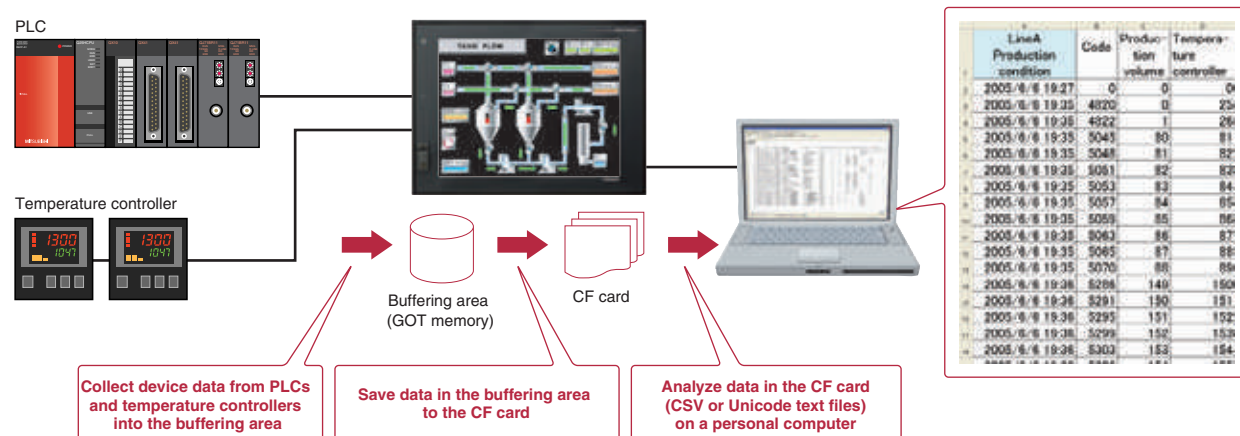 PLC
MITSUBISHI
TANK FLOW
Temperature controller
1300
1047
1300
1047
Buffering area
(GOT memory)
CF card
Collect device data from PLCs
and temperature controllers
into the buffering area
Save data in the buffering area
to the CF card
Analyze data in the CF card
(CSV or Unicode text files)
on a personal computer
LineA Production condition Code Produc-tion volume Tempera-ture controller
2005/6/6 19:27 0 0
2005/6/6 19:35 4820 0
2005/6/6 19:35 4822 1
2005/6/6 19:35 5045 80
2005/6/6 19:35 5048 81
2005/6/6 19:35 5051 82
2005/6/6 19:35 5053 83
2005/6/6 19:35 5057 84
2005/6/6 19:35 5059 85
2005/6/6 19:35 5063 86
2005/6/6 19:35 5065 87
2005/6/6 19:35 5070 88
2005/6/6 19:36 5286 149
2005/6/6 19:36 5291 150
2005/6/6 19:36 5295 151
2005/6/6 19:36 5299 152
2005/6/6 19:36 5303 153